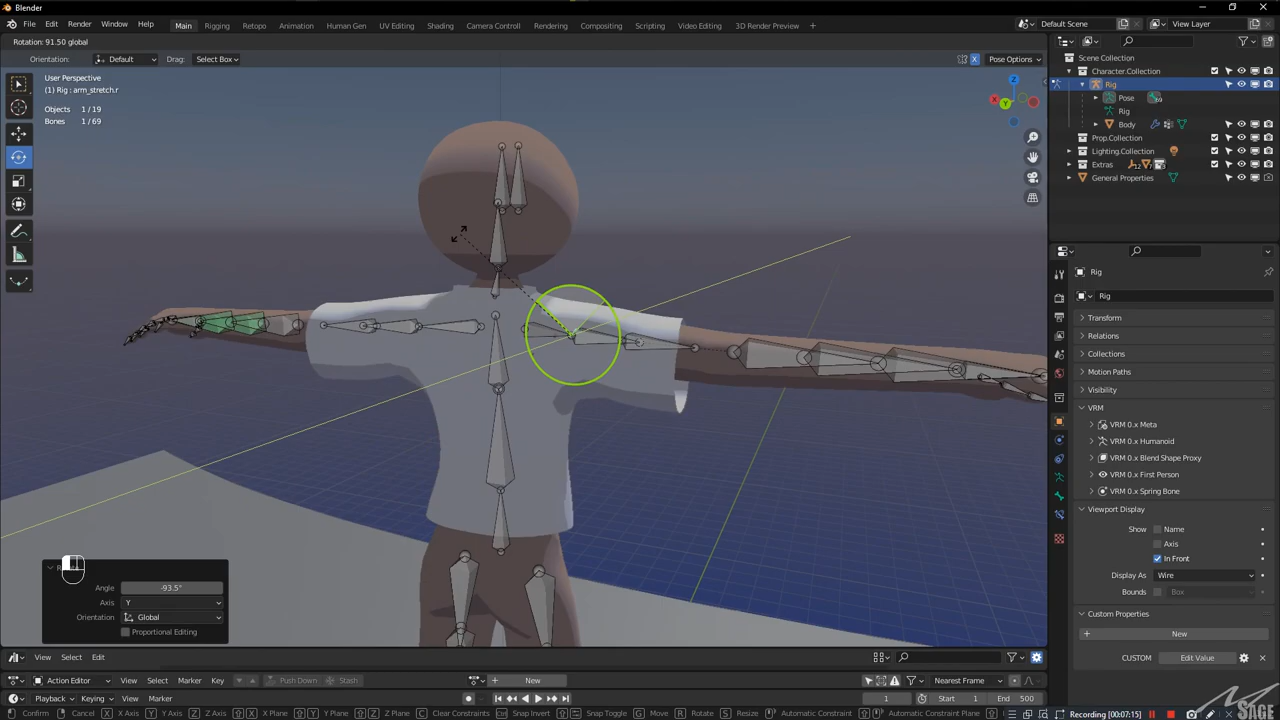 Blender
File Edit Render Window Help Main Rigging Retopo Animation Human Gen UV Editing Shading Camera Control Rendering Compositing Scripting Video Editing 3D Render Preview + Default Scene View Layer
Rotation: 91.50 global
Orientation: Default Drag: Select Box X Pose Options
User Perspective
(1) Rig : arm_stretch.r
Objects 1 / 19
Bones 1 / 69
Z
X
Y
Scene Collection
Character.Collection
Rig
Pose 69
Rig
Body
Prop.Collection
Lighting.Collection
Extras 12 7
General Properties
Rig
Rig
Transform
Relations
Collections
Motion Paths
Visibility
VRM
VRM 0.x Meta
VRM 0.x Humanoid
VRM 0.x Blend Shape Proxy
VRM 0.x First Person
VRM 0.x Spring Bone
Viewport Display
Show Name
Axis
In Front
Display As Wire
Bounds Box
Custom Properties
New
CUSTOM Edit Value
Angle -93.5°
Axis Y
Orientation Global
Proportional Editing
View Select Edit
Action Editor View Select Marker Key Push Down Stash New Nearest Frame
Playback Keying View Marker 1 Start 1 End 500
Confirm Cancel X X Axis Y Y Axis Z Z Axis X X Plane Y Y Plane Z Z Plane C Clear Constraints Snap Invert Snap Toggle G Move R Rotate S Resize Automatic Constraint Automatic Constraint Plane Recording [00:07:15]
SAGE